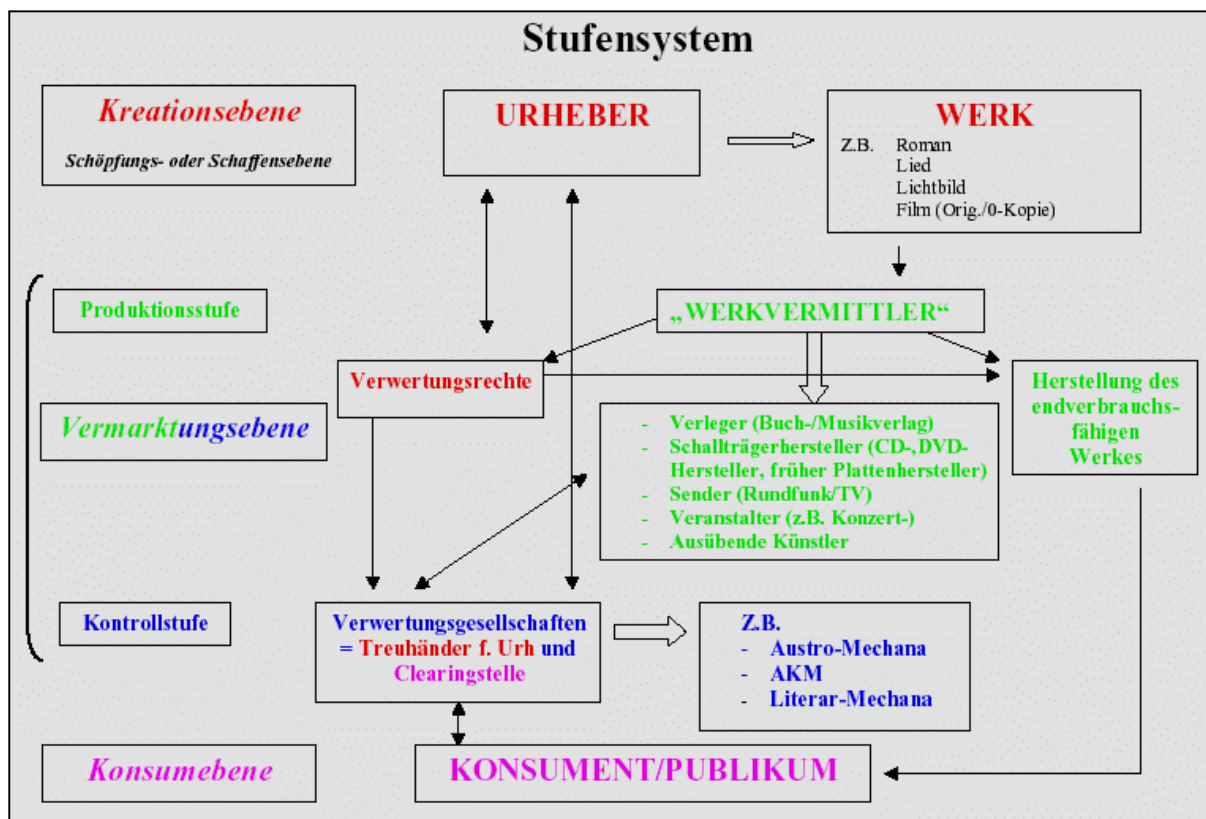 Stufensystem
Kreationsebene
Schöpfungs- oder Schaffensebene
URHEBER
WERK
Z.B. Roman
Lied
Lichtbild
Film (Orig./0-Kopie)
Produktionsstufe
„WERKVERMITTLER“
Verwertungsrechte
Herstellung des
endverbrauchs-
fähigen
Werkes
Vermarktungsebene
- Verleger (Buch-/Musikverlag)
- Schallträgerhersteller (CD-,DVD-
Hersteller, früher Plattenhersteller)
- Sender (Rundfunk/TV)
- Veranstalter (z.B. Konzert-)
- Ausübende Künstler
Kontrollstufe
Verwertungsgesellschaften
= Treuhänder f. Urh und
Clearingstelle
Z.B.
- Austro-Mechana
- AKM
- Literar-Mechana
Konsumebene
KONSUMENT/PUBLIKUM